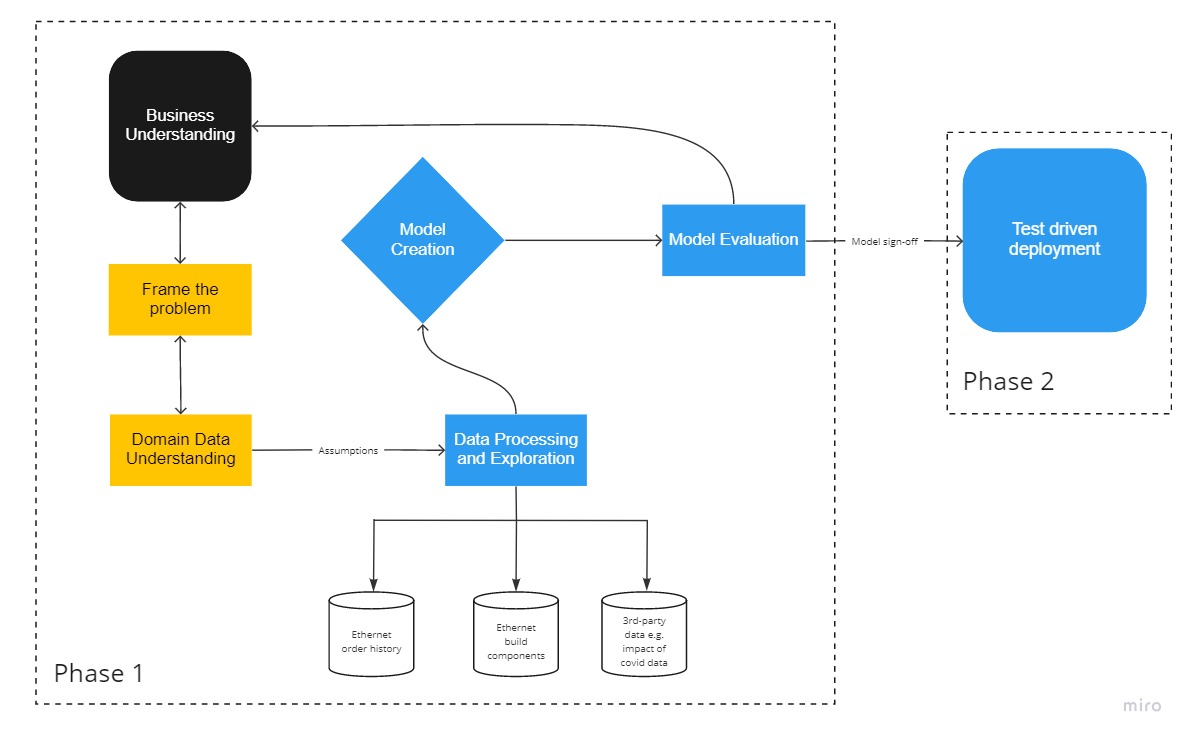 Business
Understanding
Frame the
problem
Domain Data
Understanding
Assumptions
Data Processing
and Exploration
Model
Creation
Model Evaluation
Model sign-off
Test driven
deployment
Phase 2
Ethernet
order history
Ethernet
build
components
3rd-party
data e.g.
impact of
covid data
Phase 1
miro